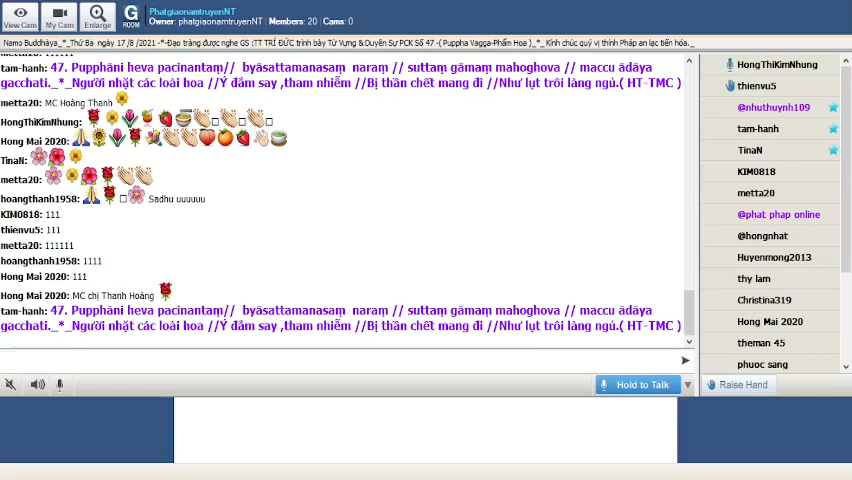 View Cam
My Cam
Enlarge
G
ROOM
PhatgiaonamtruyenNT
Owner: phatgiaonamtruyenNT Members: 20 Cams: 0
Namo Buddhàya_*_Thứ Ba ngày 17 /8 /2021 -*-Đạo tràng được nghe GS :TT TRÍ ĐỨC trình bày Từ Vựng & Duyên Sự PCK Số 47 -( Puppha Vagga-Phẩm Hoa )_*_ Kính chúc quý vị thính Pháp an lạc tiến hóa._
metta20: 111111
tam-hanh: 47. Pupphāni heva pacinantaṃ// byāsattamanasaṃ naraṃ // suttaṃ gāmaṃ mahoghova // maccu ādāya
gacchati._*_Người nhặt các loài hoa //Ý đắm say ,tham nhiễm //Bị thần chết mang đi //Như lụt trôi làng ngủ.( HT-TMC )
metta20: MC Hoàng Thanh
HongThiKimNhung:
Hong Mai 2020:
TinaN:
metta20:
hoangthanh1958: Sadhu uuuuuu
KIM0818: 111
thienvu5: 111
metta20: 111111
hoangthanh1958: 1111
Hong Mai 2020: 111
Hong Mai 2020: MC chị Thanh Hoàng
tam-hanh: 47. Pupphāni heva pacinantaṃ// byāsattamanasaṃ naraṃ // suttaṃ gāmaṃ mahoghova // maccu ādāya
gacchati._*_Người nhặt các loài hoa //Ý đắm say ,tham nhiễm //Bị thần chết mang đi //Như lụt trôi làng ngủ.( HT-TMC )
Hold to Talk
HongThiKimNhung
thienvu5
@nhuthuynh109
tam-hanh
TinaN
KIM0818
metta20
@phat phap online
@hongnhat
Huyenmong2013
thy lam
Christina319
Hong Mai 2020
theman 45
phuoc sang
Raise Hand